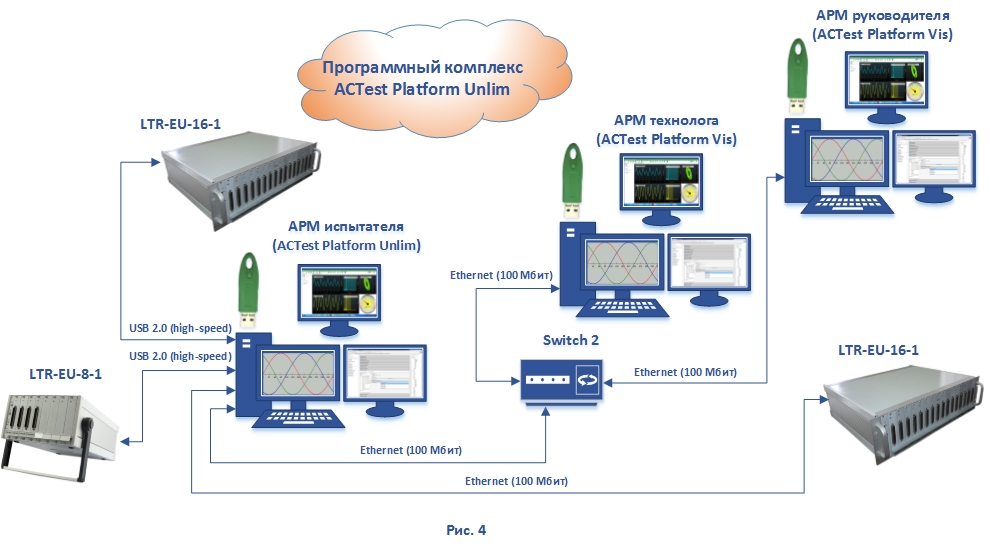 АРМ руководителя
(ACTest Platform Vis)
Программный комплекс
ACTest Platform Unlim
LTR-EU-16-1
АРМ технолога
(ACTest Platform Vis)
АРМ испытателя
(ACTest Platform Unlim)
Ethernet (100 Мбит)
USB 2.0 (high-speed)
Switch 2
USB 2.0 (high-speed)
LTR-EU-16-1
LTR-EU-8-1
Ethernet (100 Мбит)
Ethernet (100 Мбит)
Ethernet (100 Мбит)
Рис. 4